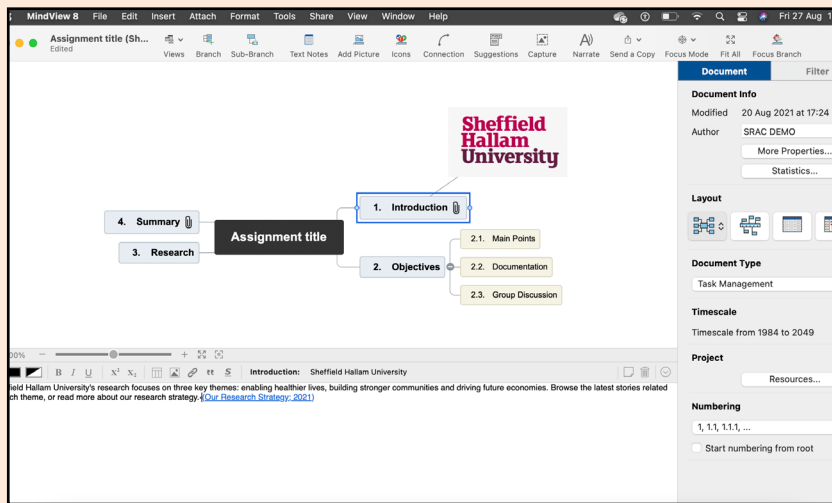 MindView 8 File Edit Insert Attach Format Tools Share View Window Help Fri 27 Aug 1
Assignment title (Sh...
Edited
Views Branch Sub-Branch Text Notes Add Picture Icons Connection Suggestions Capture Narrate Send a Copy Focus Mode Fit All Focus Branch
Document Filter
Document Info
Modified 20 Aug 2021 at 17:24
Author SRAC DEMO
More Properties...
Statistics...
Layout
Document Type
Task Management
Timescale
Timescale from 1984 to 2049
Project
Resources...
Numbering
1, 1.1, 1.1.1, ...
Start numbering from root
Sheffield
Hallam
University
1. Introduction
4. Summary
Assignment title
2.1. Main Points
3. Research
2. Objectives
2.2. Documentation
2.3. Group Discussion
00%
B I U X² X₂ S Introduction: Sheffield Hallam University
field Hallam University's research focuses on three key themes: enabling healthier lives, building stronger communities and driving future economies. Browse the latest stories related
ch theme, or read more about our research strategy.(Our Research Strategy; 2021)